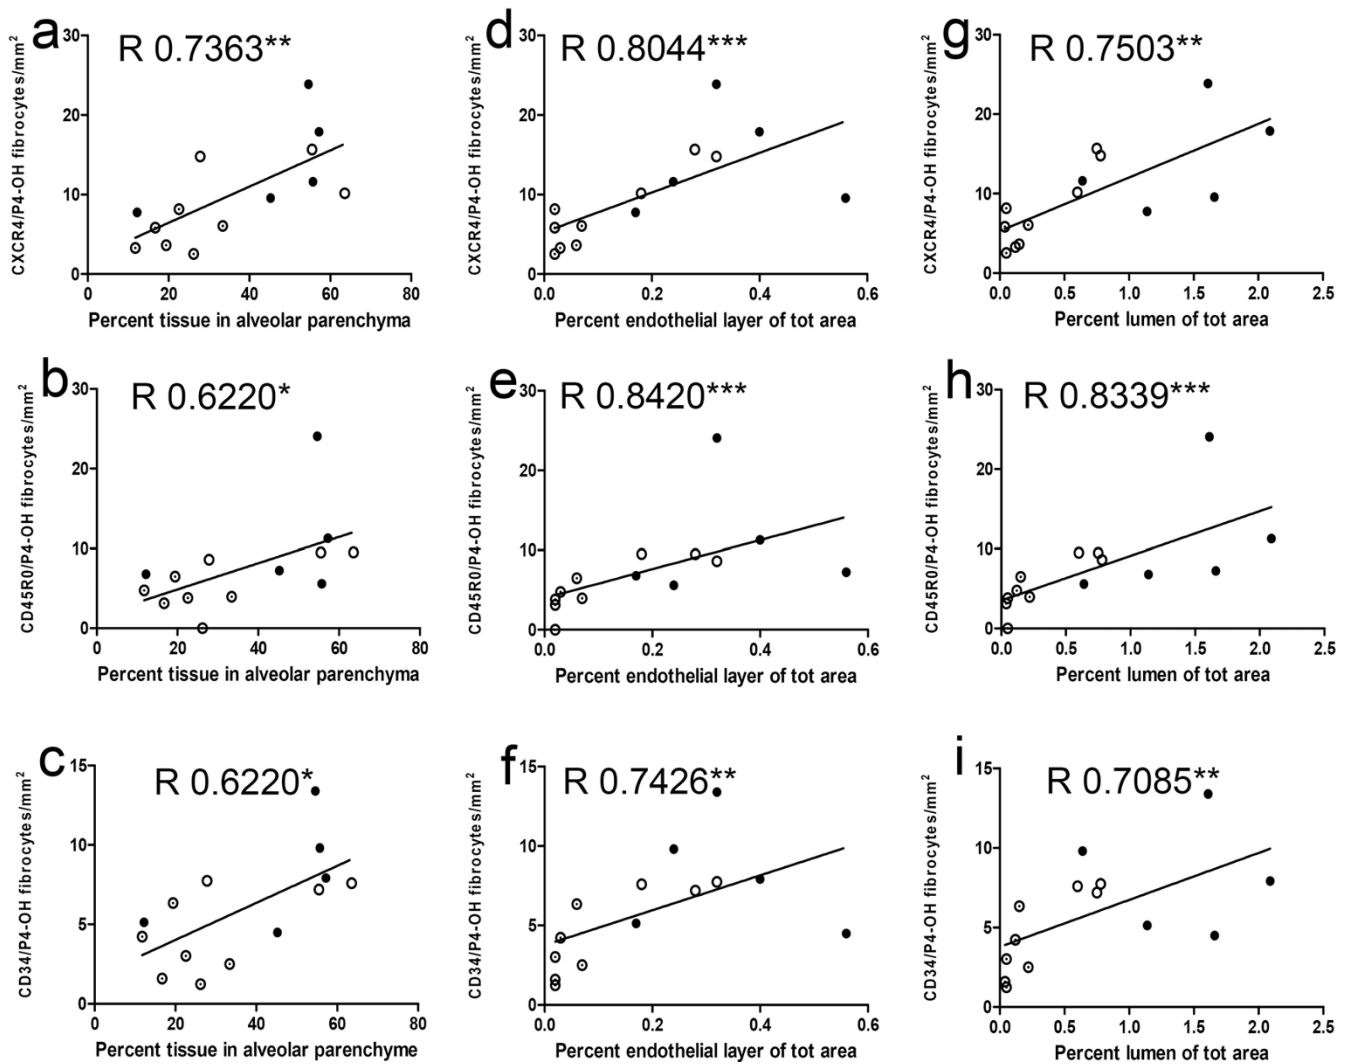 a
R 0.7363**
CXCR4/P4-OH fibrocytes/mm²
30
20
10
0
0 20 40 60 80
Percent tissue in alveolar parenchyma
d
R 0.8044***
CXCR4/P4-OH fibrocytes/mm²
30
20
10
0
0.0 0.2 0.4 0.6
Percent endothelial layer of tot area
g
R 0.7503**
CXCR4/P4-OH fibrocytes/mm²
30
20
10
0
0.0 0.5 1.0 1.5 2.0 2.5
Percent lumen of tot area
b
R 0.6220*
CD45R0/P4-OH fibrocytes/mm²
30
20
10
0
0 20 40 60 80
Percent tissue in alveolar parenchyma
e
R 0.8420***
CD45R0/P4-OH fibrocytes/mm²
30
20
10
0
0.0 0.2 0.4 0.6
Percent endothelial layer of tot area
h
R 0.8339***
CD45R0/P4-OH fibrocytes/mm²
30
20
10
0
0.0 0.5 1.0 1.5 2.0 2.5
Percent lumen of tot area
c
R 0.6220*
CD34/P4-OH fibrocytes/mm²
15
10
5
0
0 20 40 60 80
Percent tissue in alveolar parenchyme
f
R 0.7426**
CD34/P4-OH fibrocytes/mm²
15
10
5
0
0.0 0.2 0.4 0.6
Percent endothelial layer of tot area
i
R 0.7085**
CD34/P4-OH fibrocytes/mm²
15
10
5
0
0.0 0.5 1.0 1.5 2.0 2.5
Percent lumen of tot area